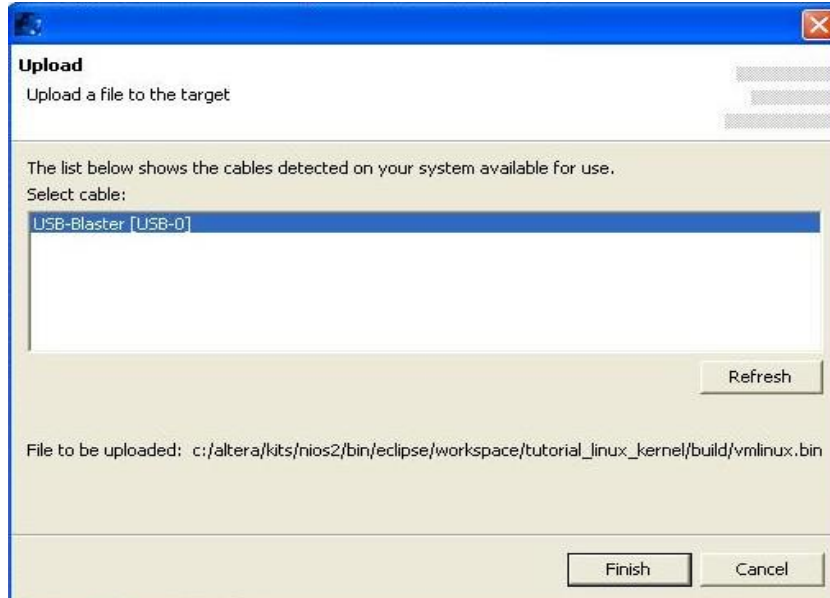 Upload
Upload a file to the target
The list below shows the cables detected on your system available for use.
Select cable:
USB-Blaster [USB-0]
Refresh
File to be uploaded: c:/altera/kits/nios2/bin/eclipse/workspace/tutorial_linux_kernel/build/vmlinux.bin
Finish
Cancel